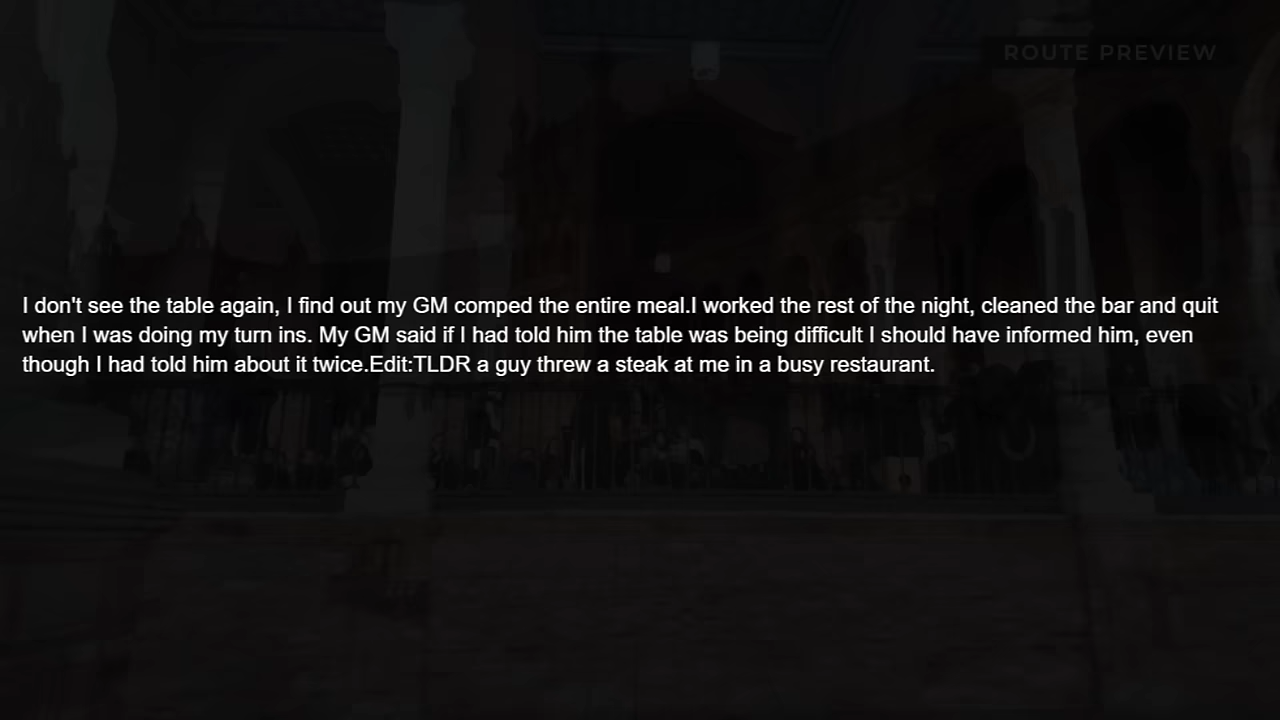 ROUTE PREVIEW
I don't see the table again, I find out my GM comped the entire meal.I worked the rest of the night, cleaned the bar and quit
when I was doing my turn ins. My GM said if I had told him the table was being difficult I should have informed him, even
though I had told him about it twice.Edit:TLDR a guy threw a steak at me in a busy restaurant.